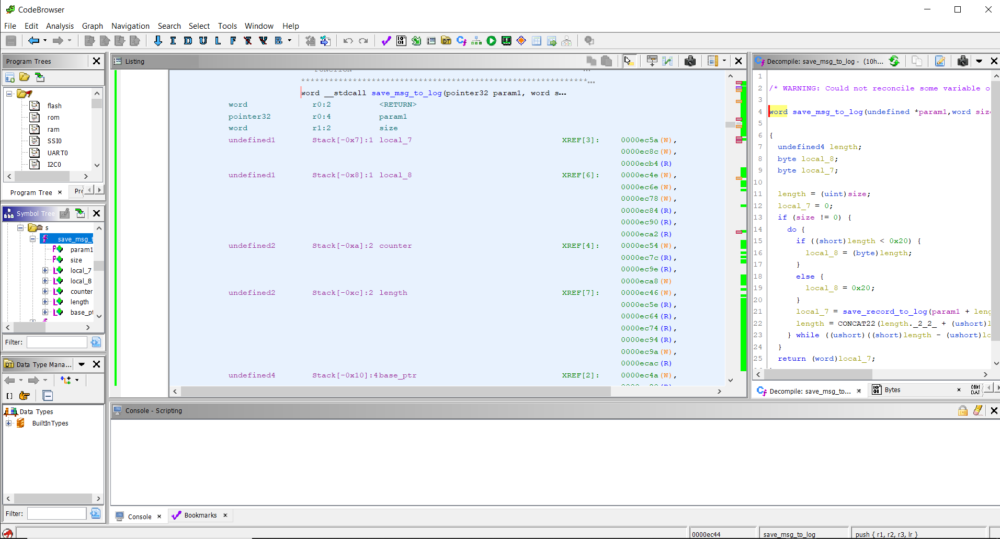 CodeBrowser
File Edit Analysis Graph Navigation Search Select Tools Window Help
I D U L F B
Program Trees
flash
rom
ram
SSI0
UART0
I2C0
Program Tree
Symbol Tree
s
save_msg_t
param1
size
local_7
local_8
counter
length
base_pt
Filter:
Data Type Mana...
Data Types
BuiltInTypes
Filter:
Listing
FUNCTION
word __stdcall save_msg_to_log(pointer32 param1, word s...
word r0:2 <RETURN>
pointer32 r0:4 param1
word r1:2 size
undefined1 Stack[-0x7]:1 local_7 XREF[3]: 0000ec5a(W),
0000ec8c(W),
0000ecb4(R)
undefined1 Stack[-0x8]:1 local_8 XREF[6]: 0000ec4e(W),
0000ec6e(W),
0000ec78(W),
0000ec84(R),
0000ec90(R),
0000eca2(R)
undefined2 Stack[-0xa]:2 counter XREF[4]: 0000ec54(W),
0000ec7c(R),
0000ec9e(R),
0000eca8(W)
undefined2 Stack[-0xc]:2 length XREF[7]: 0000ec46(W),
0000ec5e(R),
0000ec64(R),
0000ec74(R),
0000ec94(R),
0000ec9a(W),
0000ecac(R)
undefined4 Stack[-0x10]:4 base_ptr XREF[2]: 0000ec4a(W),
Decompile: save_msg_to_log - (10h...
1
2 /* WARNING: Could not reconcile some variable o
3
4 word save_msg_to_log(undefined *param1,word siz
5
6 {
7 undefined4 length;
8 byte local_8;
9 byte local_7;
10
11 length = (uint)size;
12 local_7 = 0;
13 if (size != 0) {
14 do {
15 if ((short)length < 0x20) {
16 local_8 = (byte)length;
17 }
18 else {
19 local_8 = 0x20;
20 }
21 local_7 = save_record_to_log(param1 + leng
22 length = CONCAT22(length._2_2_ + (ushort)l
23 } while ((ushort)((short)length - (ushort)lo
24 }
25 return (word)local_7;
Decompile: save_msg_to...
Bytes
Console - Scripting
Console
Bookmarks
0000ec44
save_msg_to_log
push { r1, r2, r3, lr }